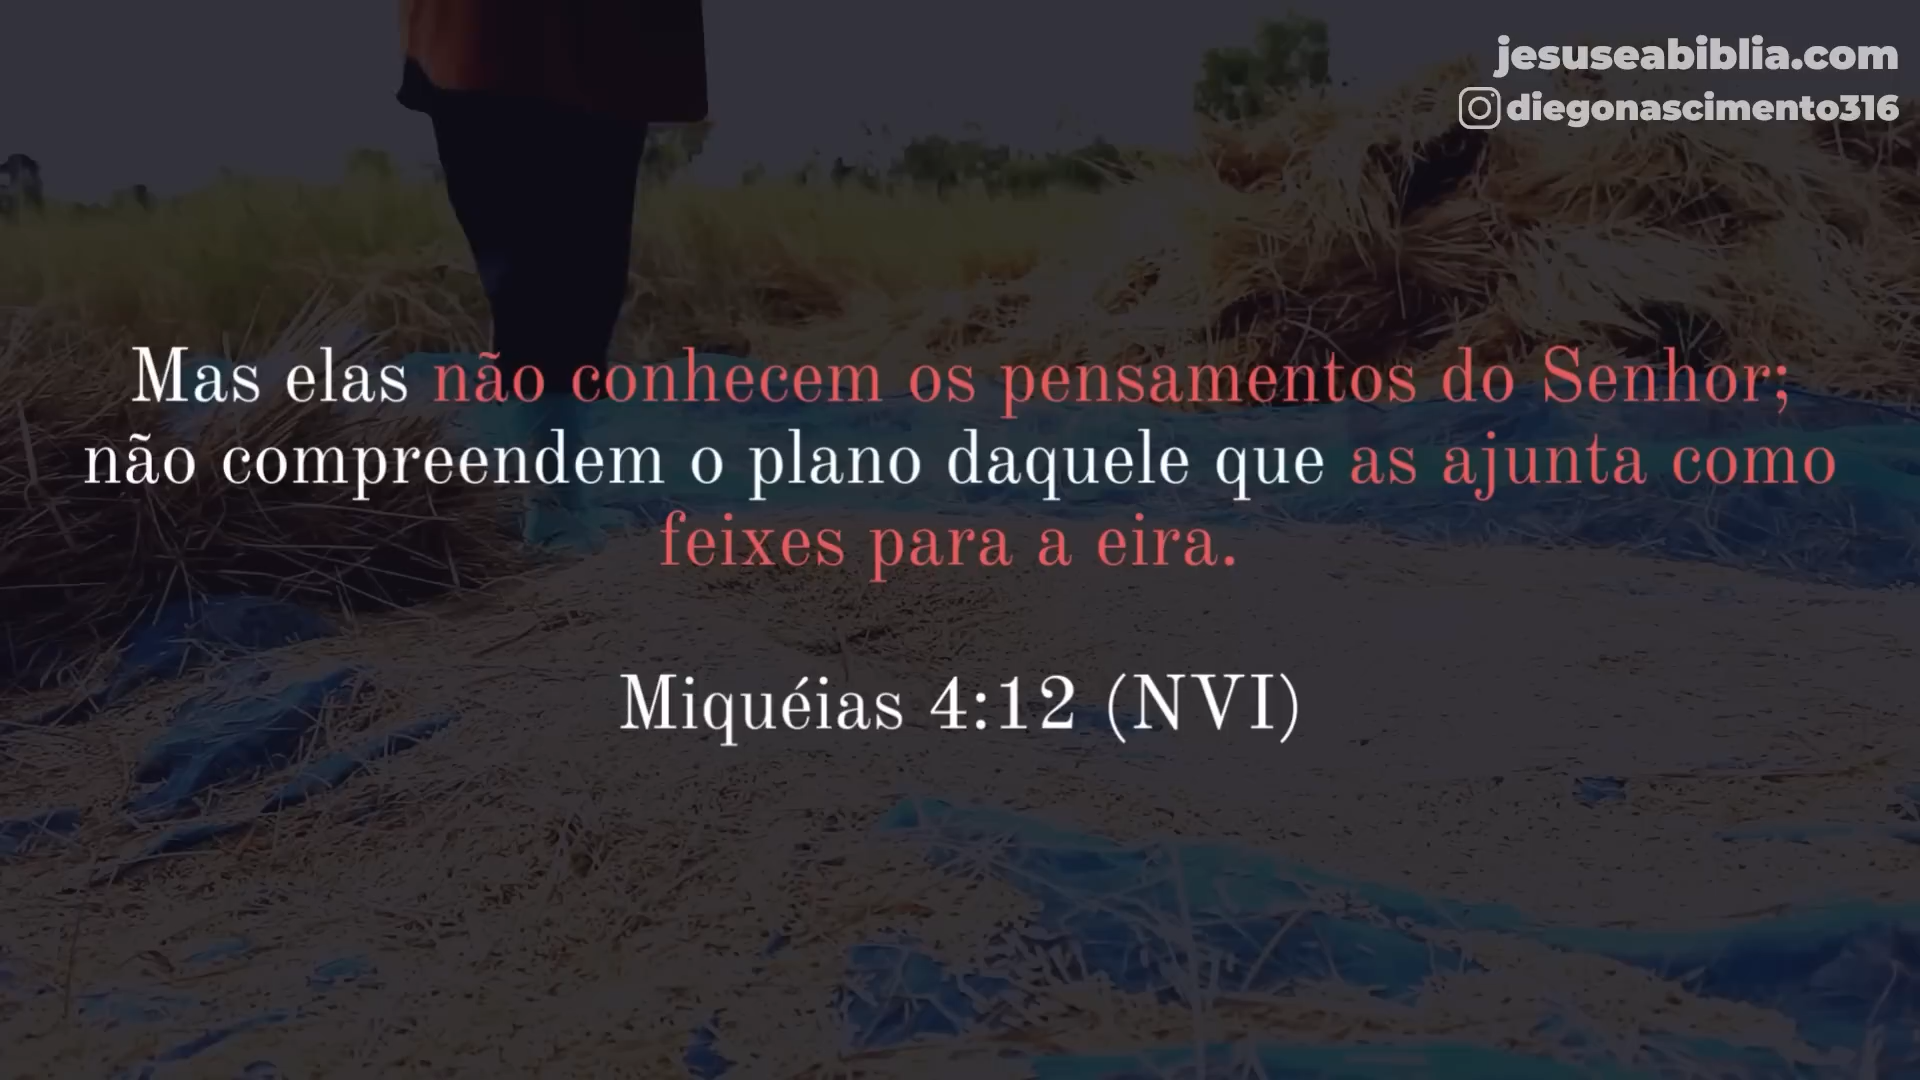 jesuseabiblia.com
diegonascimento316
Mas elas não conhecem os pensamentos do Senhor;
não compreendem o plano daquele que as ajunta como
feixes para a eira.
Miquéias 4:12 (NVI)